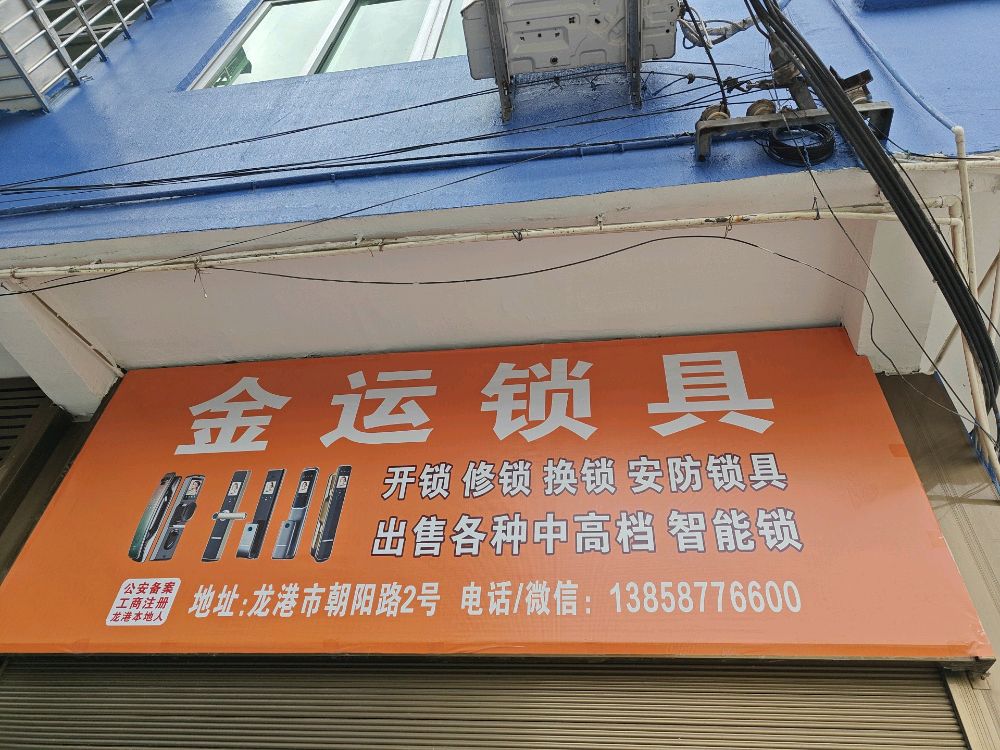 金运锁具
开锁 修锁 换锁 安防锁具
出售各种中高档 智能锁
公安备案
工商注册
龙港本地人
地址:龙港市朝阳路2号 电话/微信：13858776600